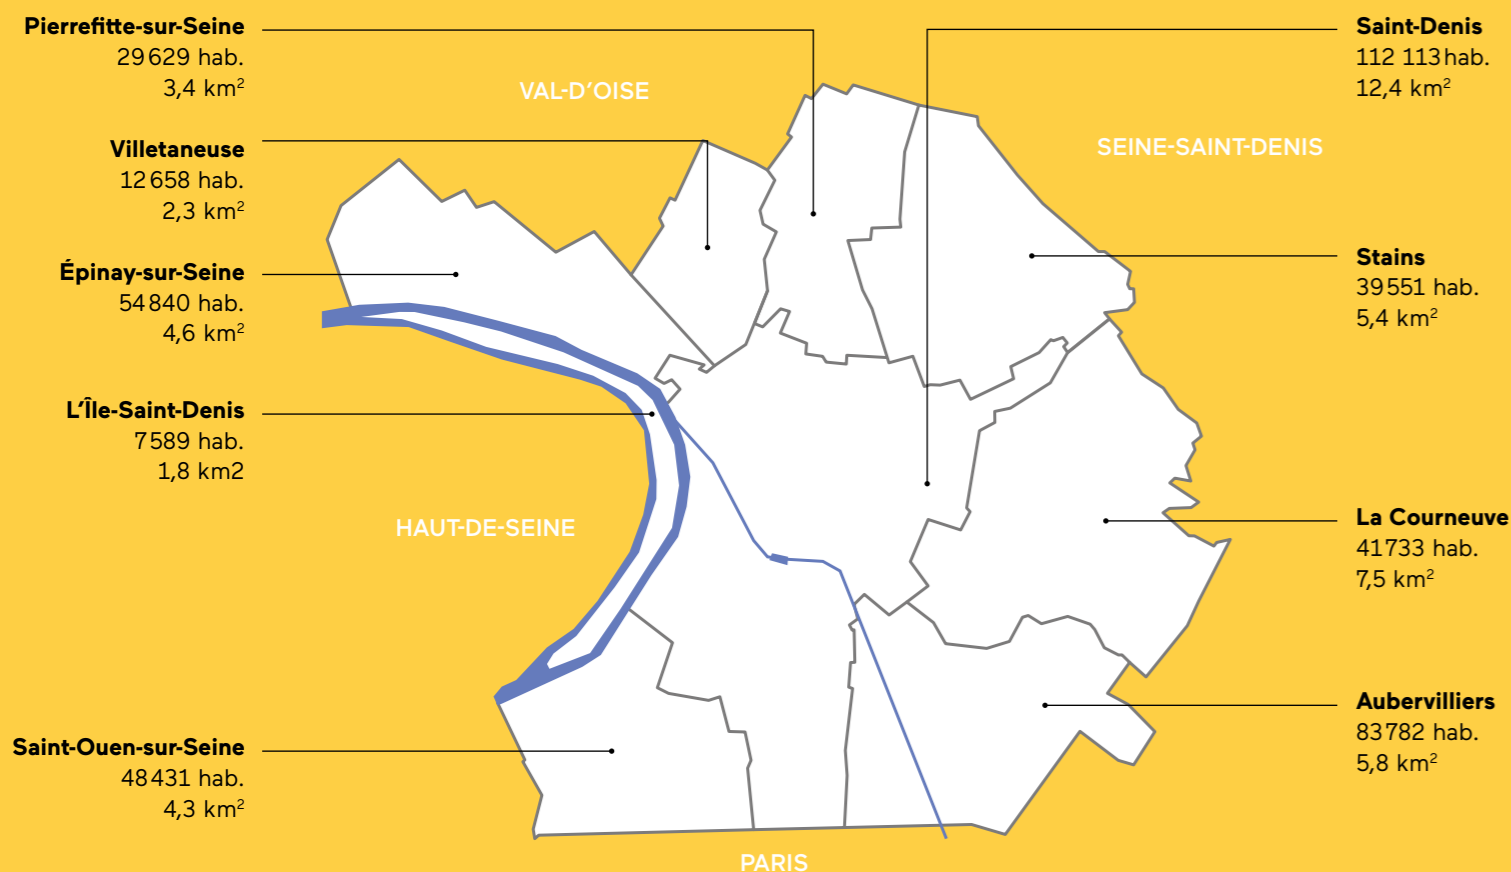 Pierrefitte-sur-Seine
29 629 hab.
3,4 km²
Villetaneuse
12 658 hab.
2,3 km²
Épinay-sur-Seine
54 840 hab.
4,6 km²
L'Île-Saint-Denis
7 589 hab.
1,8 km2
Saint-Ouen-sur-Seine
48 431 hab.
4,3 km²
VAL-D'OISE
HAUT-DE-SEINE
PARIS
SEINE-SAINT-DENIS
Saint-Denis
112 113 hab.
12,4 km²
Stains
39 551 hab.
5,4 km²
La Courneuve
41 733 hab.
7,5 km²
Aubervilliers
83 782 hab.
5,8 km²